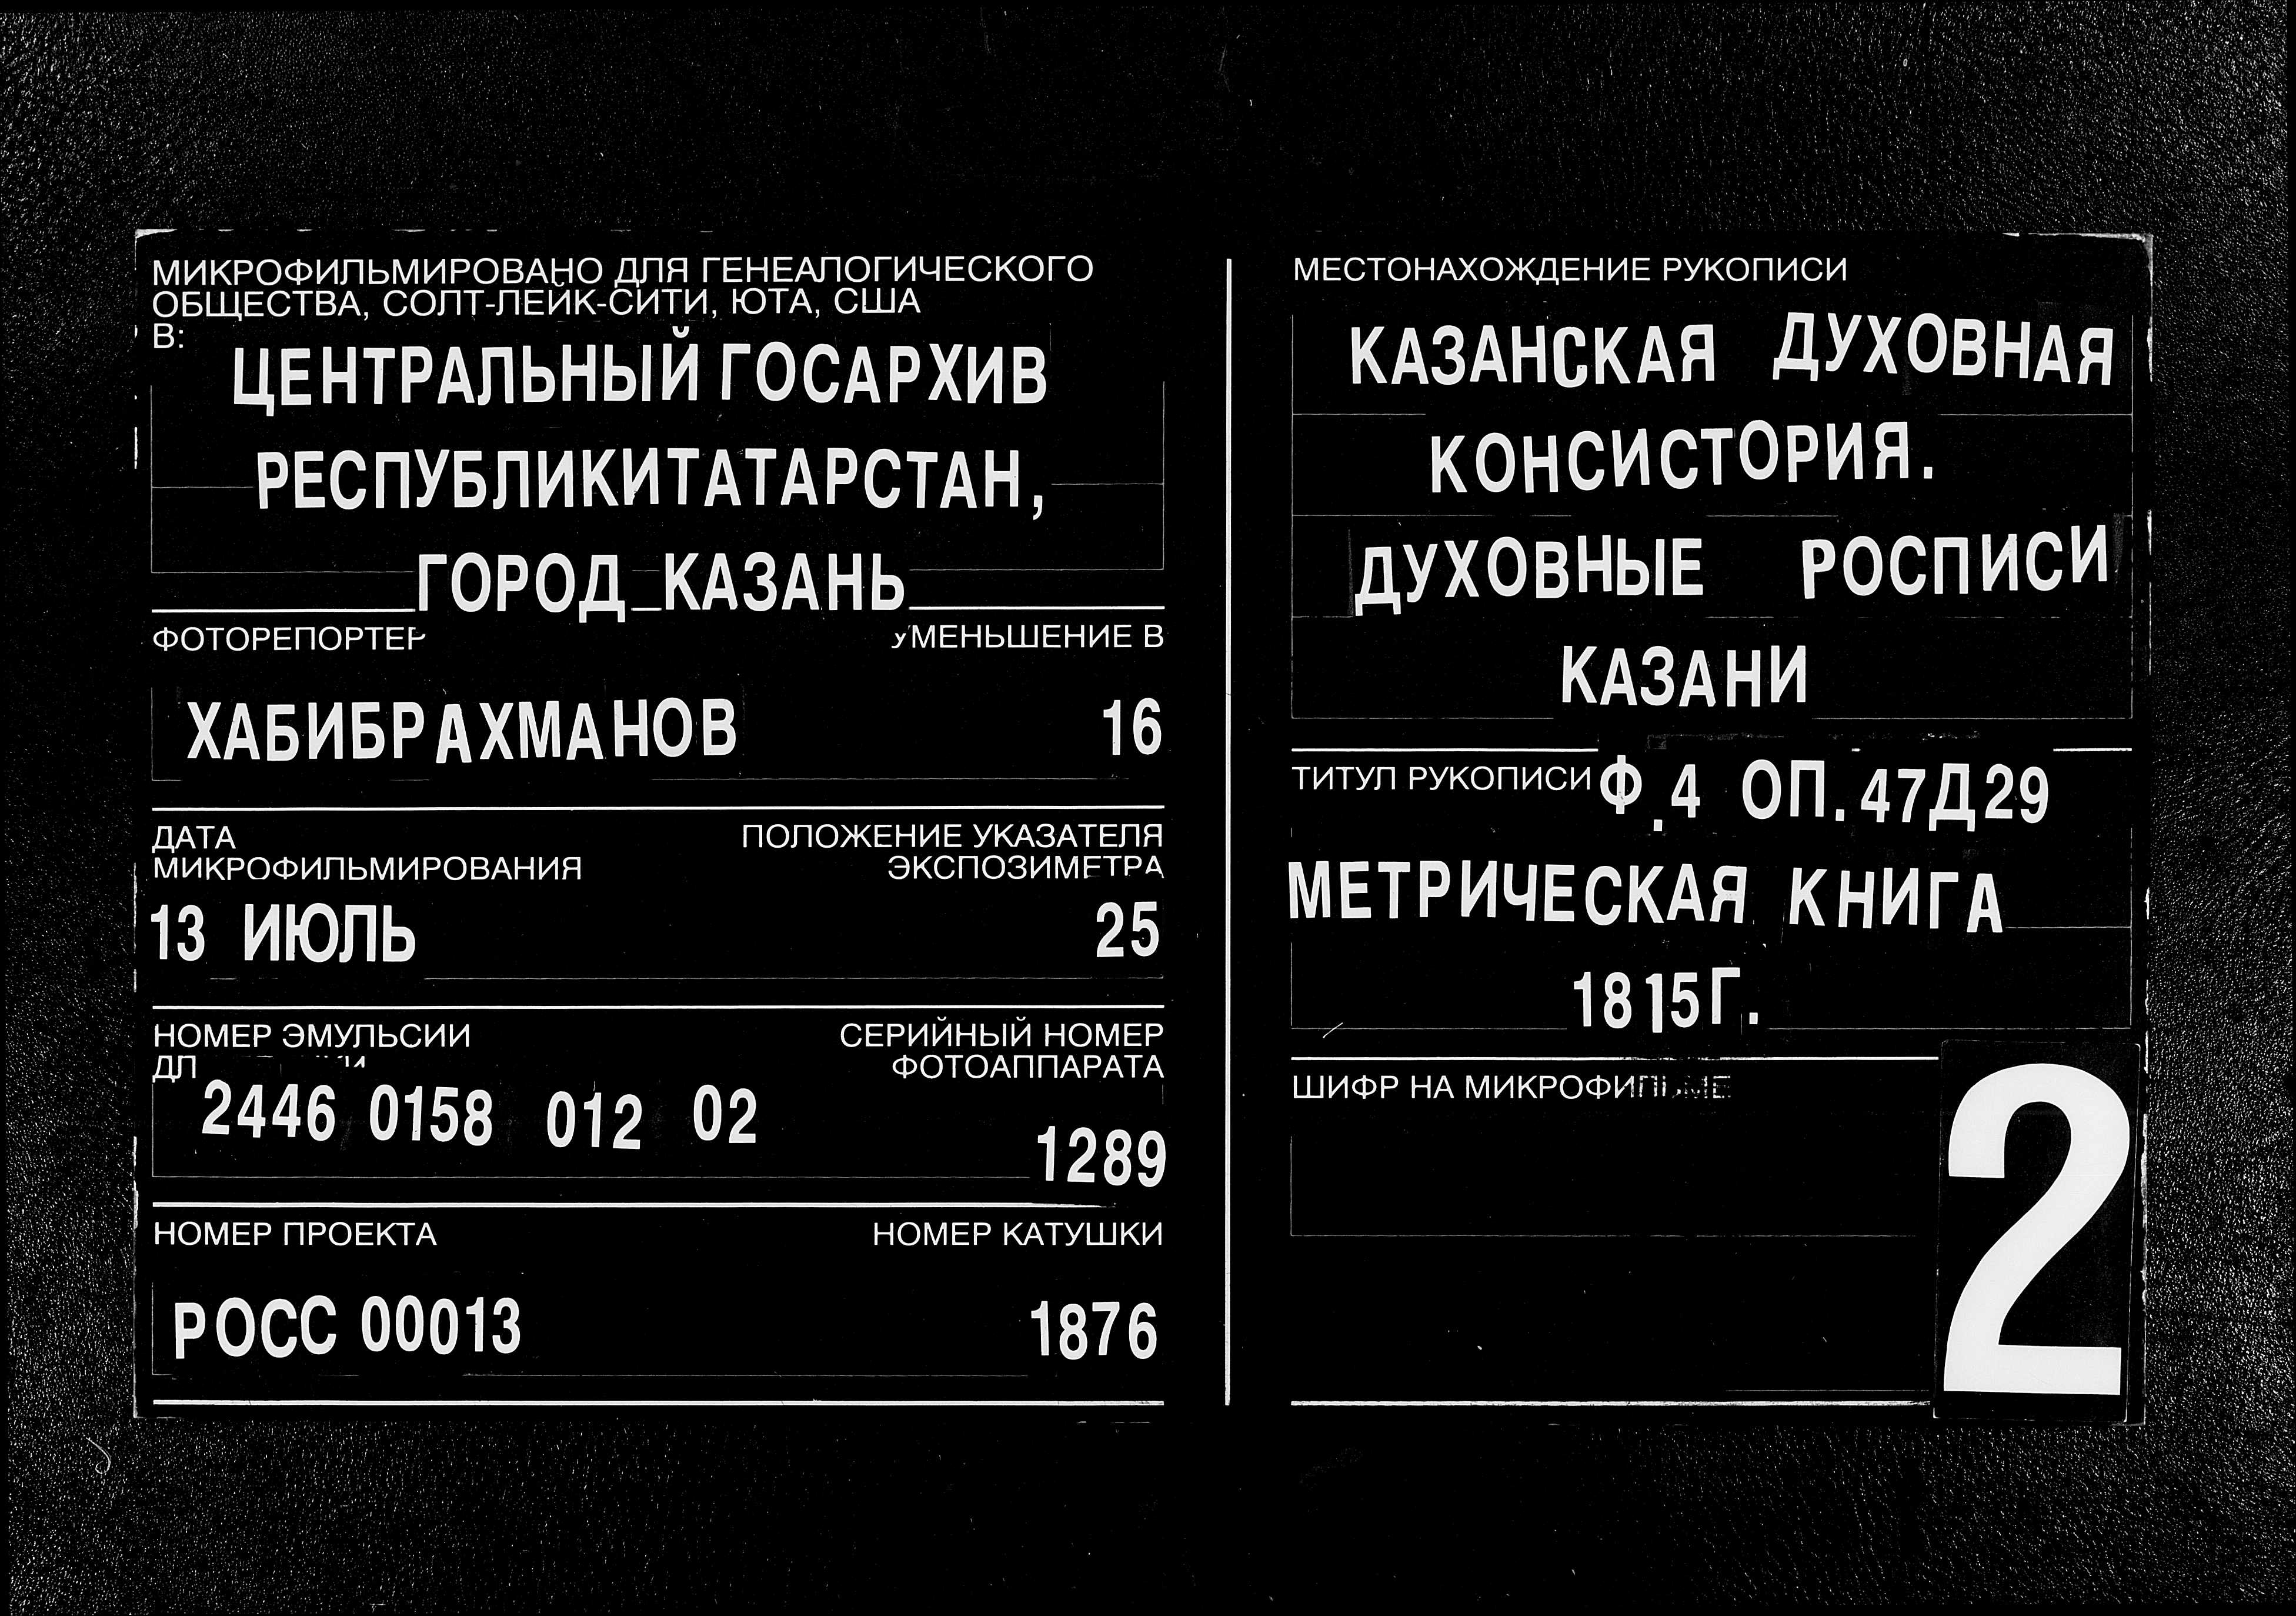 МИКРОФИЛЬМИРОВАНО ДЛЯ ГЕНЕАЛОГИЧЕСКОГО
ОБЩЕСТВА, СОЛТ-ЛЕЙК-СИТИ, ЮТА, США
В:
ЦЕНТРАЛЬНЫЙ ГОСАРХИВ
РЕСПУБЛИКИТАТАРСТАН,
ГОРОД КАЗАНЬ
ФОТОРЕПОРТЕР УМЕНЬШЕНИЕ В
ХАБИБРАХМАНОВ 16
ДАТА ПОЛОЖЕНИЕ УКАЗАТЕЛЯ
МИКРОФИЛЬМИРОВАНИЯ ЭКСПОЗИМЕТРА
13 ИЮЛЬ 25
НОМЕР ЭМУЛЬСИИ СЕРИЙНЫЙ НОМЕР
ФОТОАППАРАТА
2446 0158 012 02
1289
НОМЕР ПРОЕКТА НОМЕР КАТУШКИ
РОСС 00013 1876
МЕСТОНАХОЖДЕНИЕ РУКОПИСИ
КАЗАНСКАЯ ДУХОВНАЯ
КОНСИСТОРИЯ.
ДУХОВНЫЕ РОСПИСИ
КАЗАНИ
ТИТУЛ РУКОПИСИ Ф.4 ОП.47Д29
МЕТРИЧЕСКАЯ КНИГА
1815Г.
ШИФР НА МИКРОФИЛЬМЕ
2